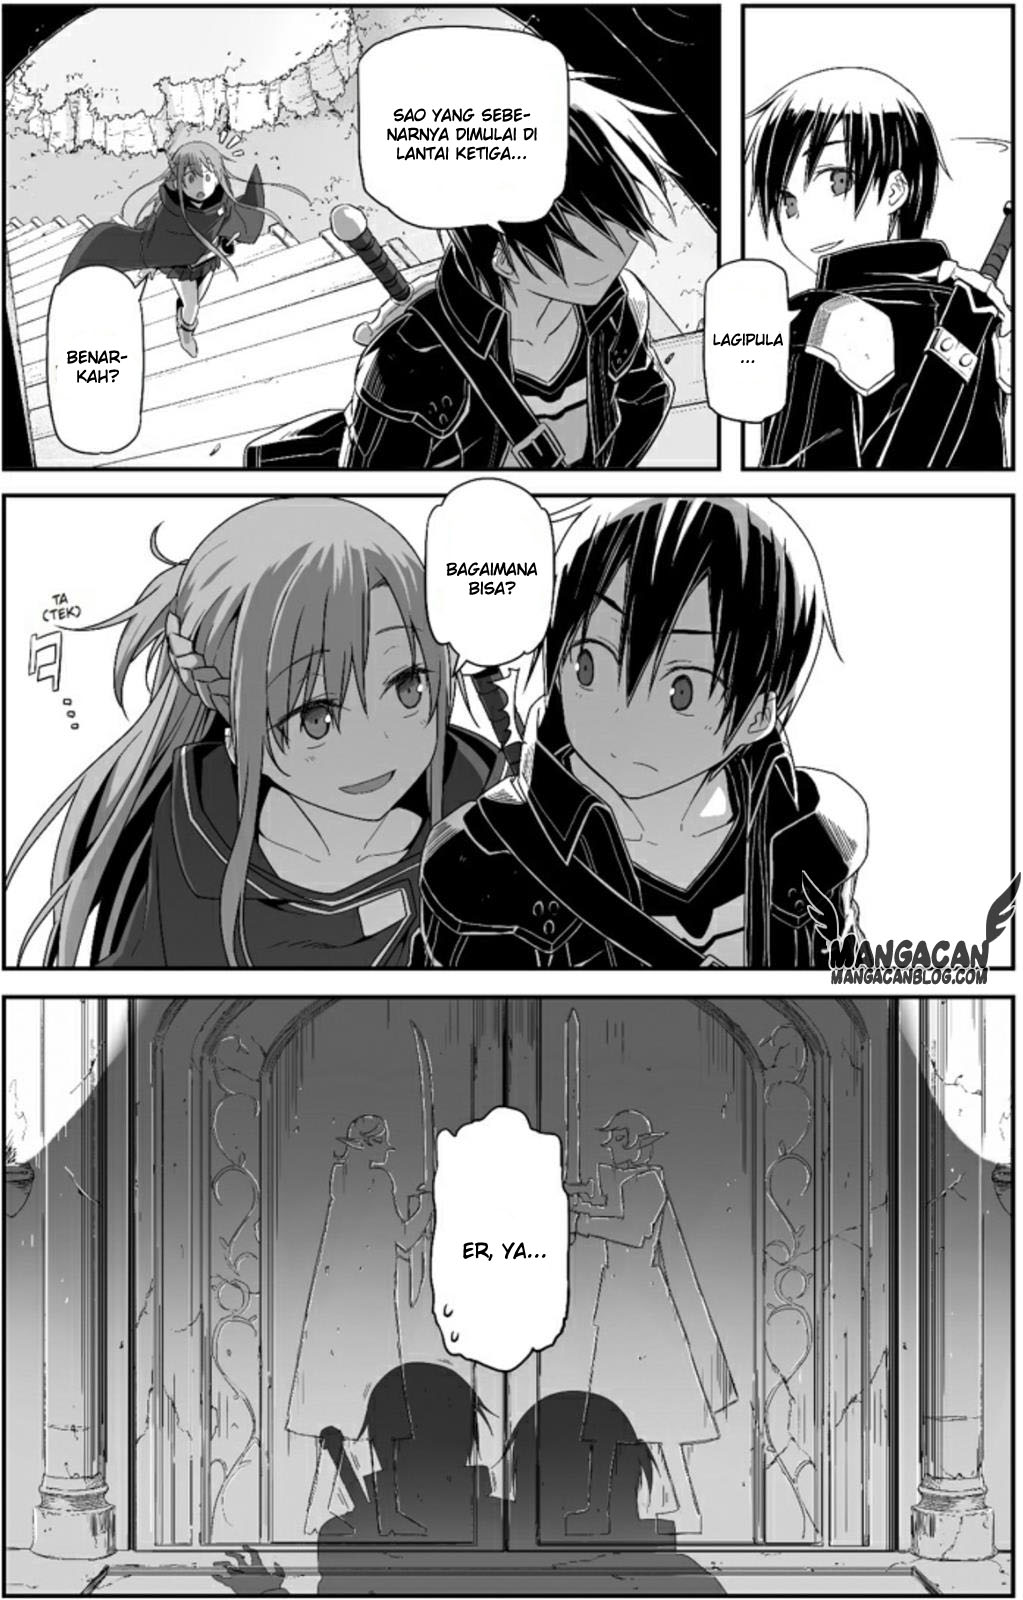 LAGIPULA
...
SAO YANG SEBE-
NARNYA DIMULAI DI
LANTAI KETIGA...
BENAR-
KAH?
BAGAIMANA
BISA?
TA
(TEK)
タ...
MANGACAN
MANGACANBLOG.COM
ER, YA...